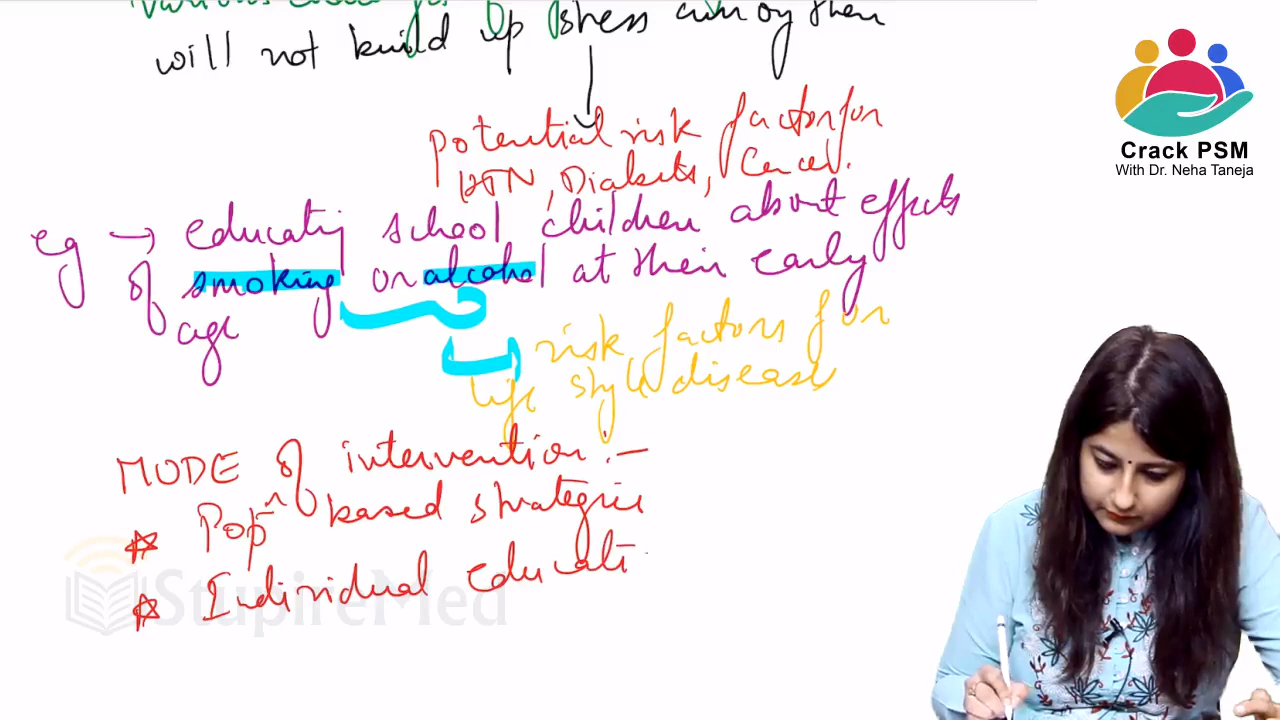 will not build up stress among them
Potential risk factor for
HTN, Diabetes, Cancer.
eg → educating school children about effects
of smoking or alcohol at their early
age
risk factors for
life style disease
MODE of intervention :-
* Popn based strategies
* Individual educati
Crack PSM
With Dr. Neha Taneja
StupireMed